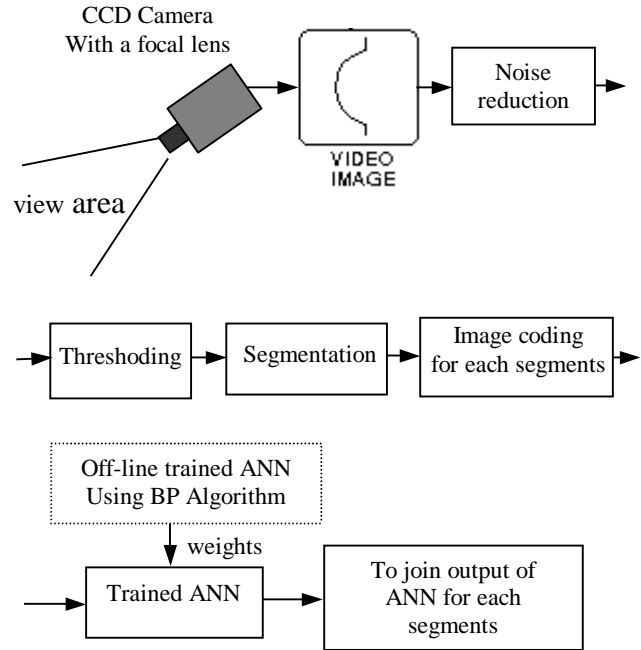 CCD Camera
With a focal lens
Noise
reduction
VIDEO
IMAGE
view area
Threshoding
Segmentation
Image coding
for each segments
Off-line trained ANN
Using BP Algorithm
weights
Trained ANN
To join output of
ANN for each
segments